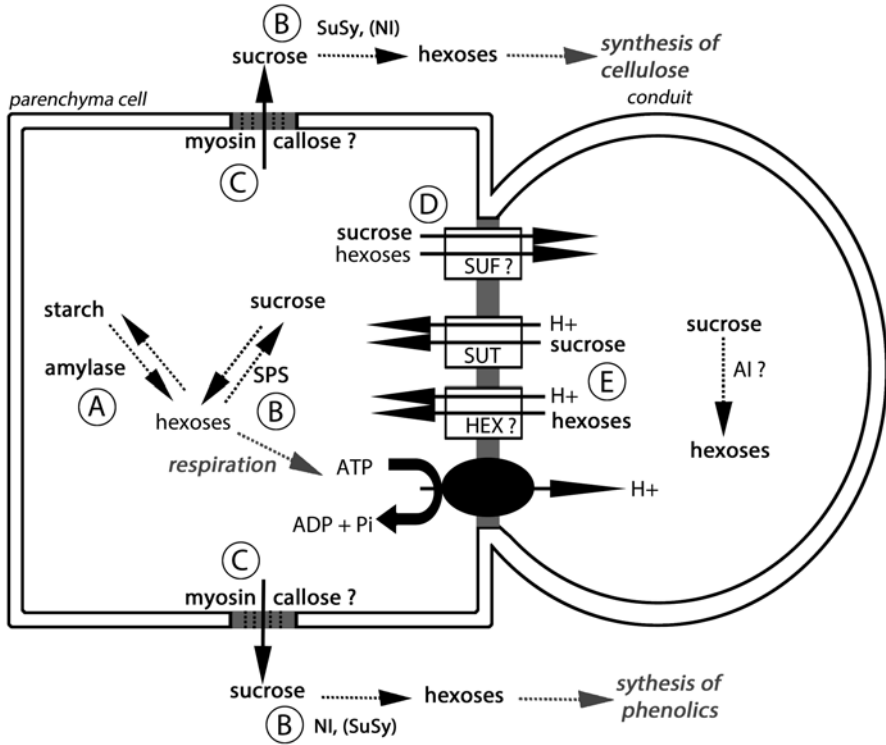 B SuSy, (NI)
sucrose hexoses synthesis of
cellulose
parenchyma cell conduit
myosin callose ?
C
D
sucrose
hexoses
SUF ?
starch sucrose
amylase SPS
A hexoses B
respiration
H+
sucrose
SUT
E
H+
hexoses
HEX ?
sucrose
AI ?
hexoses
ATP
H+
ADP + Pi
C
myosin callose ?
sucrose hexoses sythesis of
phenolics
B NI, (SuSy)